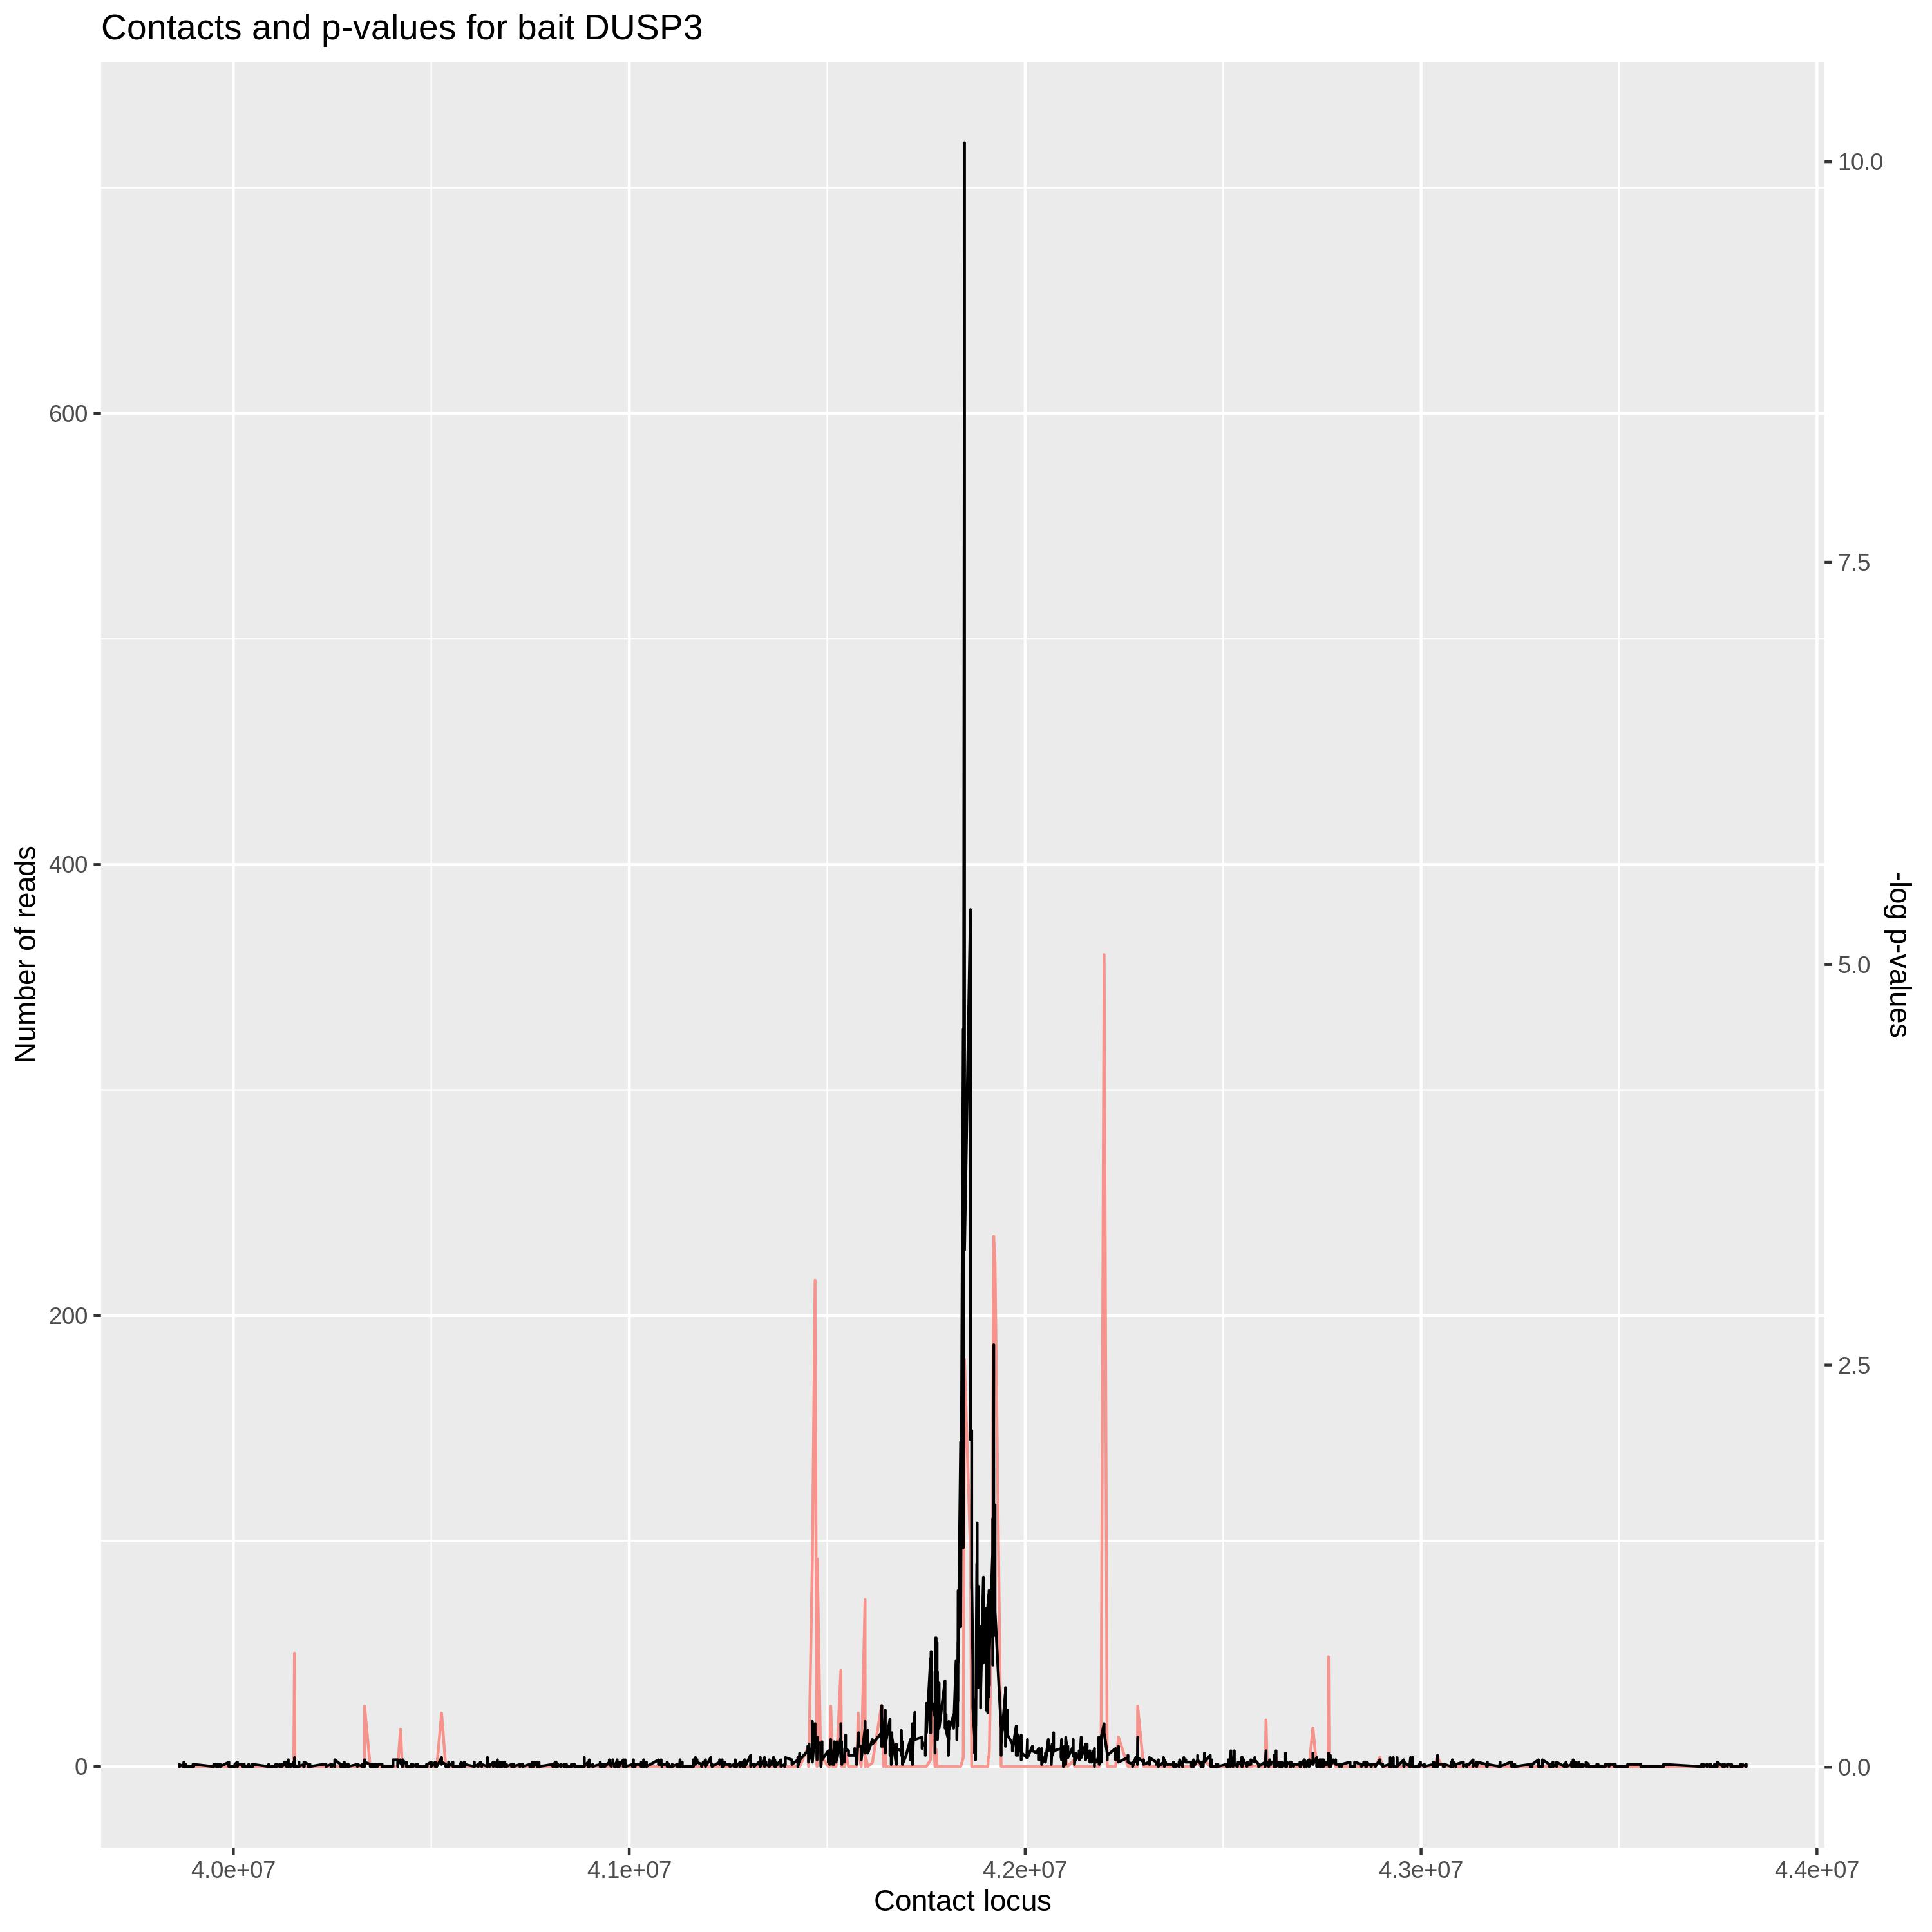 Contacts and p-values for bait DUSP3
Number of reads
600
400
200
0
10.0
7.5
5.0
2.5
0.0
-log p-values
4.0e+07 4.1e+07 4.2e+07 4.3e+07 4.4e+07
Contact locus